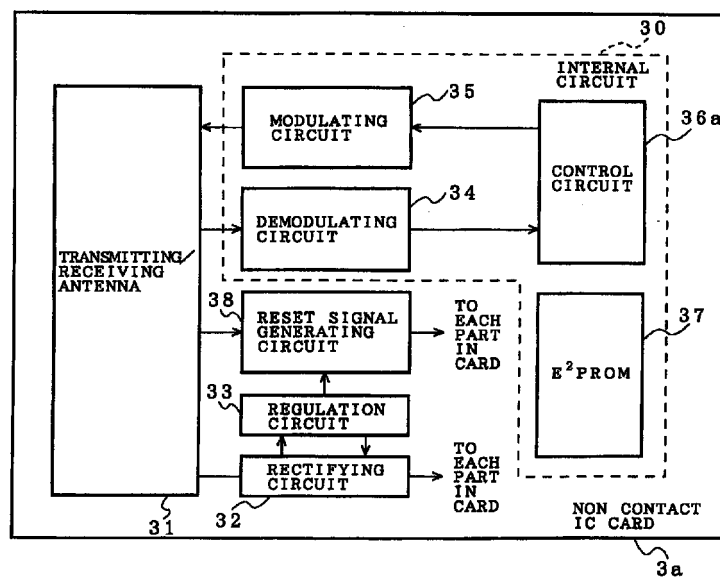 30
INTERNAL
CIRCUIT
35
MODULATING
CIRCUIT
36a
CONTROL
CIRCUIT
34
DEMODULATING
CIRCUIT
TRANSMITTING/
RECEIVING
ANTENNA
38
RESET SIGNAL
GENERATING
CIRCUIT
TO
EACH
PART
IN
CARD
37
E²PROM
33
REGULATION
CIRCUIT
RECTIFYING
CIRCUIT
TO
EACH
PART
IN
CARD
31
32
NON CONTACT
IC CARD
3a